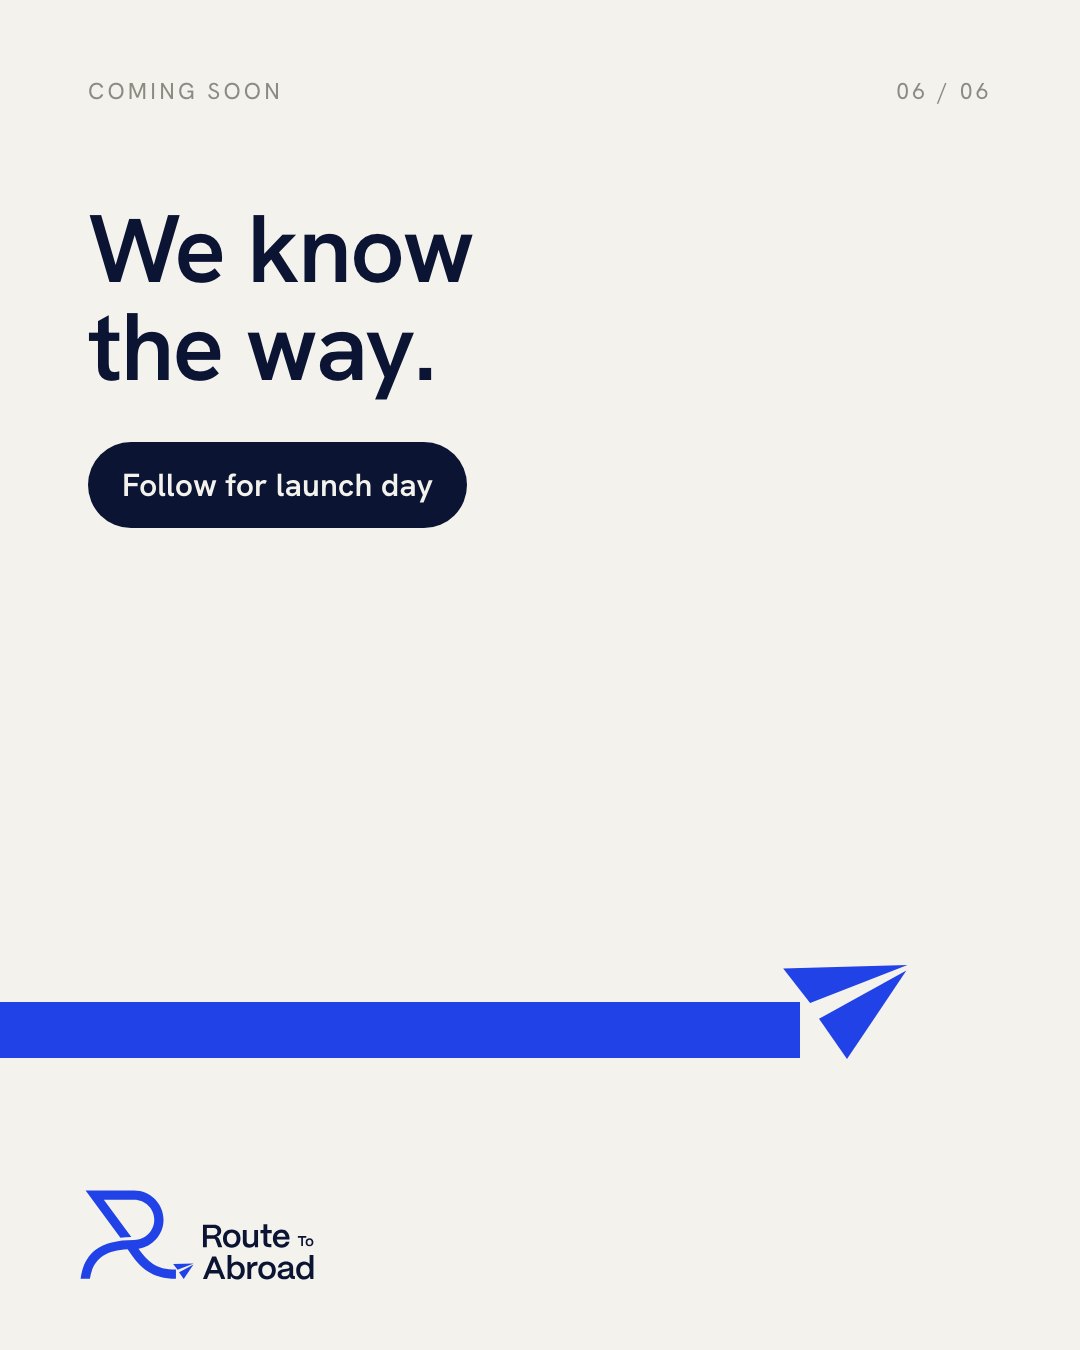 COMING SOON
06 / 06
We know
the way.
Follow for launch day
Route To
Abroad